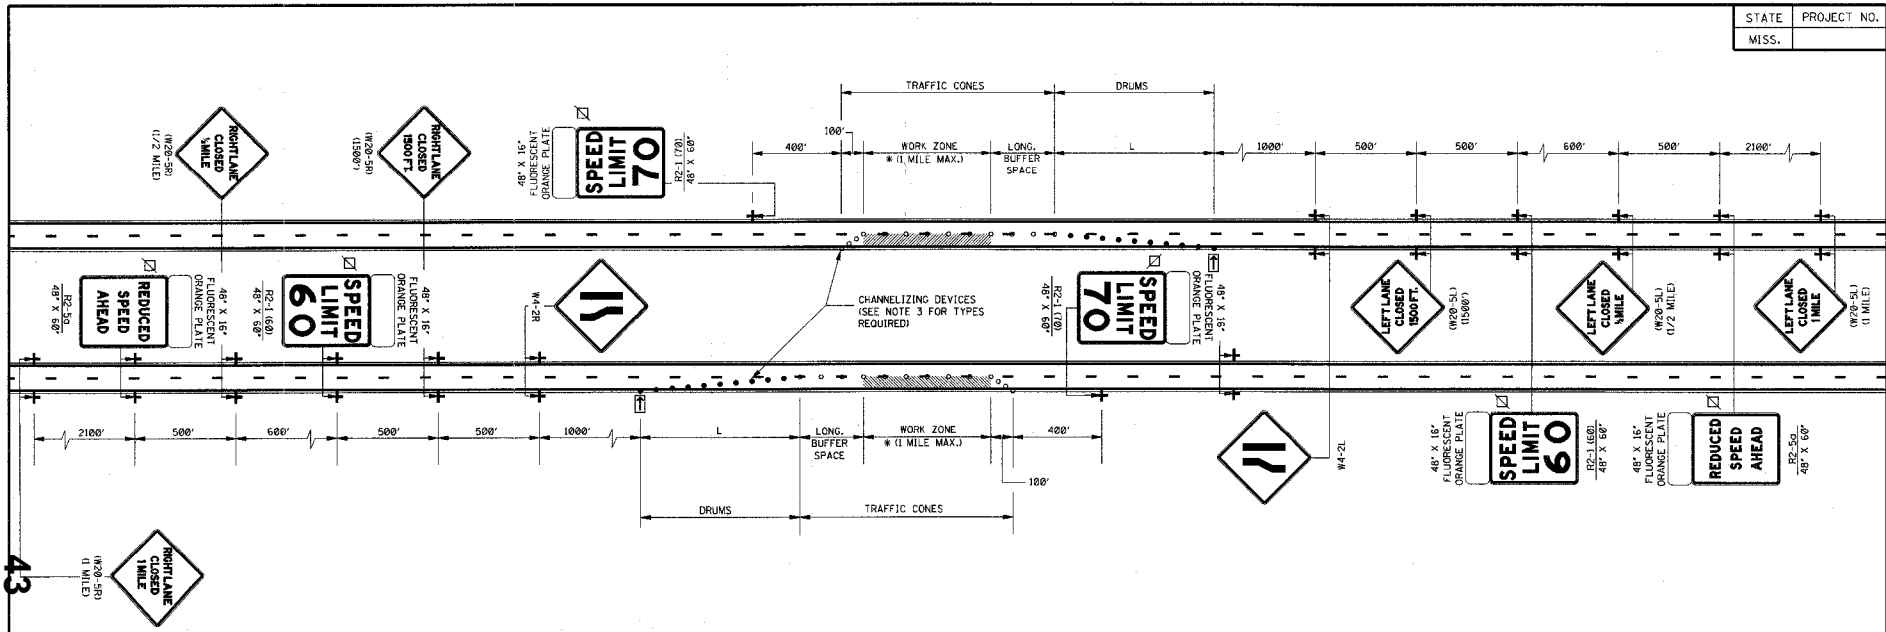 STATE PROJECT NO.
MISS.
TRAFFIC CONES
DRUMS
400'
100'
WORK ZONE
* (1 MILE MAX.)
LONG.
BUFFER
SPACE
L
1000'
500'
500'
600'
500'
2100'
RIGHT LANE
CLOSED
½ MILE
(W20-5R)
(1/2 MILE)
RIGHT LANE
CLOSED
1500 FT.
(W20-5R)
(1500')
SPEED
LIMIT
70
48" X 16"
FLUORESCENT
ORANGE PLATE
R2-1 (70)
48" X 60"
REDUCED
SPEED
AHEAD
R2-5a
48" X 60"
48" X 16"
FLUORESCENT
ORANGE PLATE
SPEED
LIMIT
60
R2-1 (60)
48" X 60"
48" X 16"
FLUORESCENT
ORANGE PLATE
W4-2R
CHANNELIZING DEVICES
(SEE NOTE 3 FOR TYPES
REQUIRED)
SPEED
LIMIT
70
R2-1 (70)
48" X 60"
48" X 16"
FLUORESCENT
ORANGE PLATE
LEFT LANE
CLOSED
1500 FT.
(W20-5L)
(1500')
LEFT LANE
CLOSED
½ MILE
(W20-5L)
(1/2 MILE)
LEFT LANE
CLOSED
1 MILE
(W20-5L)
(1 MILE)
2100'
500'
600'
500'
500'
1000'
L
LONG.
BUFFER
SPACE
WORK ZONE
* (1 MILE MAX.)
400'
100'
DRUMS
TRAFFIC CONES
W4-2L
48" X 16"
FLUORESCENT
ORANGE PLATE
SPEED
LIMIT
60
R2-1 (60)
48" X 60"
48" X 16"
FLUORESCENT
ORANGE PLATE
REDUCED
SPEED
AHEAD
R2-5a
48" X 60"
RIGHT LANE
CLOSED
1 MILE
(W20-5R)
(1 MILE)
43